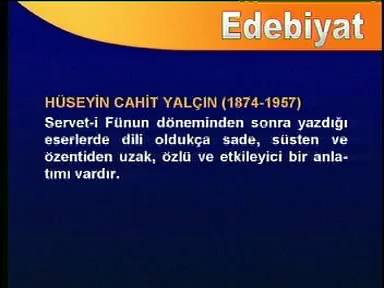 Edebiyat
HÜSEYİN CAHİT YALÇIN (1874-1957)
Servet-i Fünun döneminden sonra yazdığı
eserlerde dili oldukça sade, süsten ve
özentiden uzak, özlü ve etkileyici bir anla-
tımı vardır.